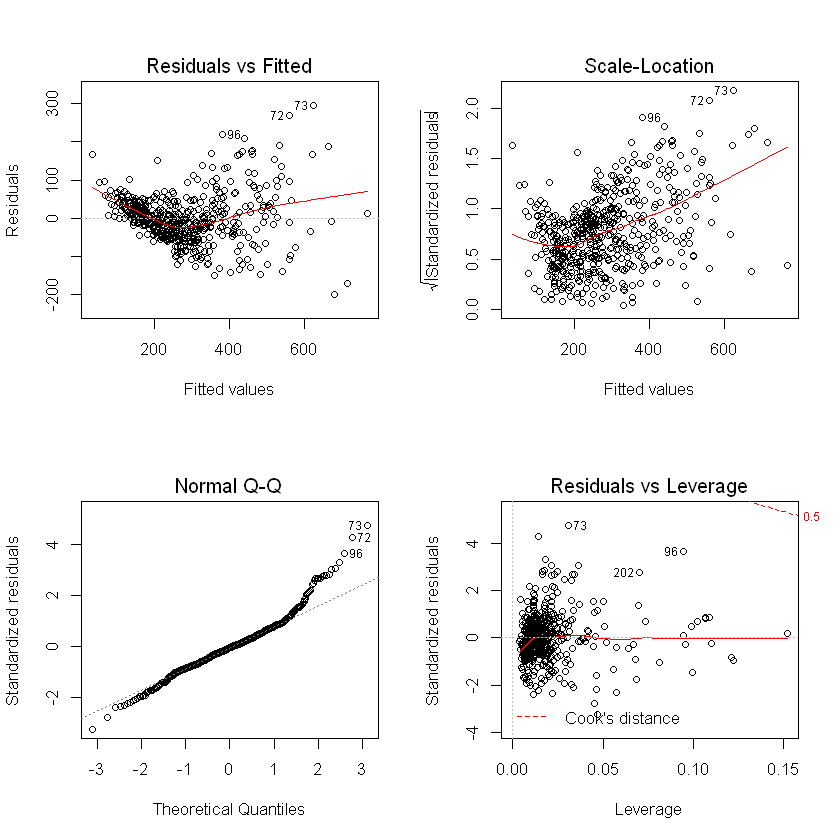 Residuals vs Fitted
300
100
0
-200
Residuals
200 400 600
Fitted values
96
72
73
Scale-Location
2.0
1.5
1.0
0.5
0.0
√|Standardized residuals|
200 400 600
Fitted values
96
72
73
Normal Q-Q
4
2
0
-2
Standardized residuals
-3 -2 -1 0 1 2 3
Theoretical Quantiles
73
72
96
Residuals vs Leverage
4
2
0
-2
-4
Standardized residuals
0.00 0.05 0.10 0.15
Leverage
73
96
202
0.5
Cook's distance